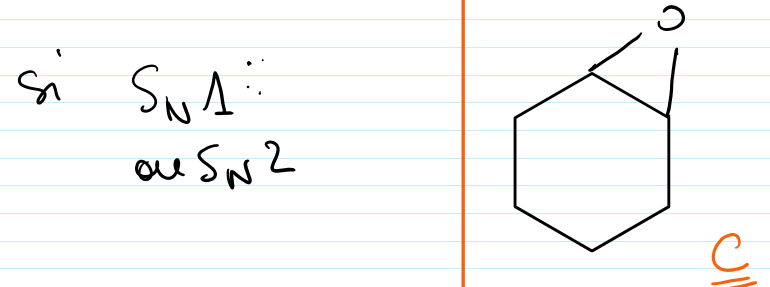 si SN1 :
ou SN2
O
C